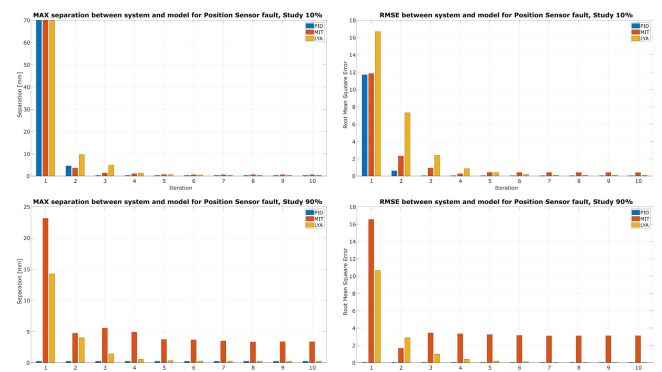 MAX separation between system and model for Position Sensor fault, Study 10%
Separation [mm]
70
60
50
40
30
20
10
0
1 2 3 4 5 6 7 8 9 10
Iteration
PID
MIT
LYA
RMSE between system and model for Position Sensor fault, Study 10%
Root Mean Squeare Error
18
16
14
12
10
8
6
4
2
0
1 2 3 4 5 6 7 8 9 10
Iteration
PID
MIT
LYA
MAX separation between system and model for Position Sensor fault, Study 90%
Separation [mm]
25
20
15
10
5
0
1 2 3 4 5 6 7 8 9 10
PID
MIT
LYA
RMSE between system and model for Position Sensor fault, Study 90%
Root Mean Squeare Error
18
16
14
12
10
8
6
4
2
0
1 2 3 4 5 6 7 8 9 10
PID
MIT
LYA